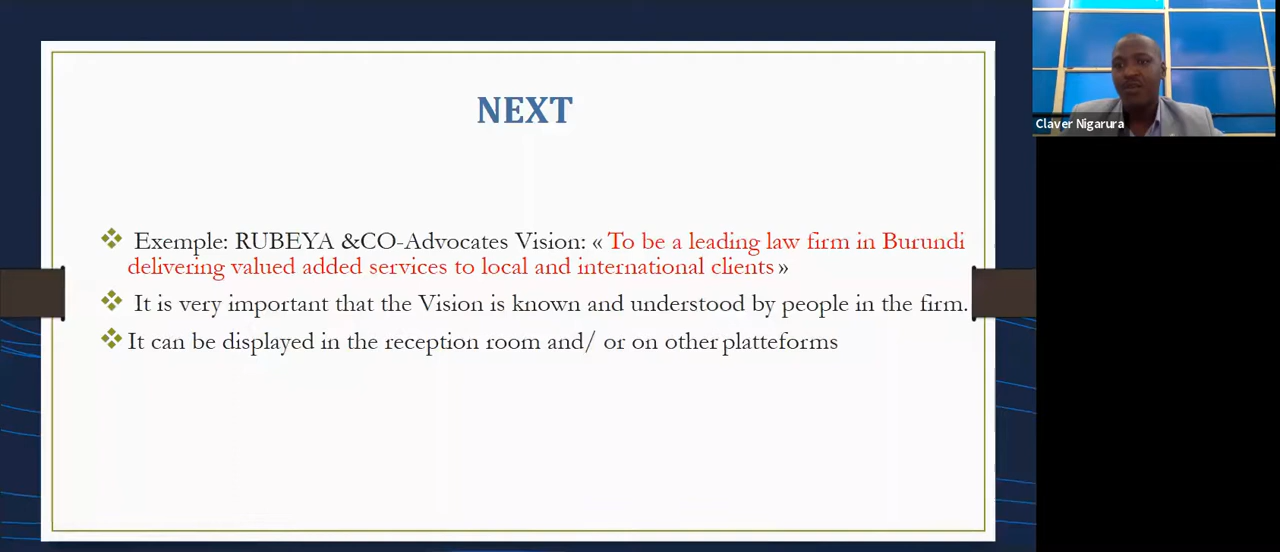 NEXT
Exemple: RUBEYA &CO-Advocates Vision: « To be a leading law firm in Burundi
delivering valued added services to local and international clients »
It is very important that the Vision is known and understood by people in the firm.
It can be displayed in the reception room and/ or on other platteforms
Claver Nigarura